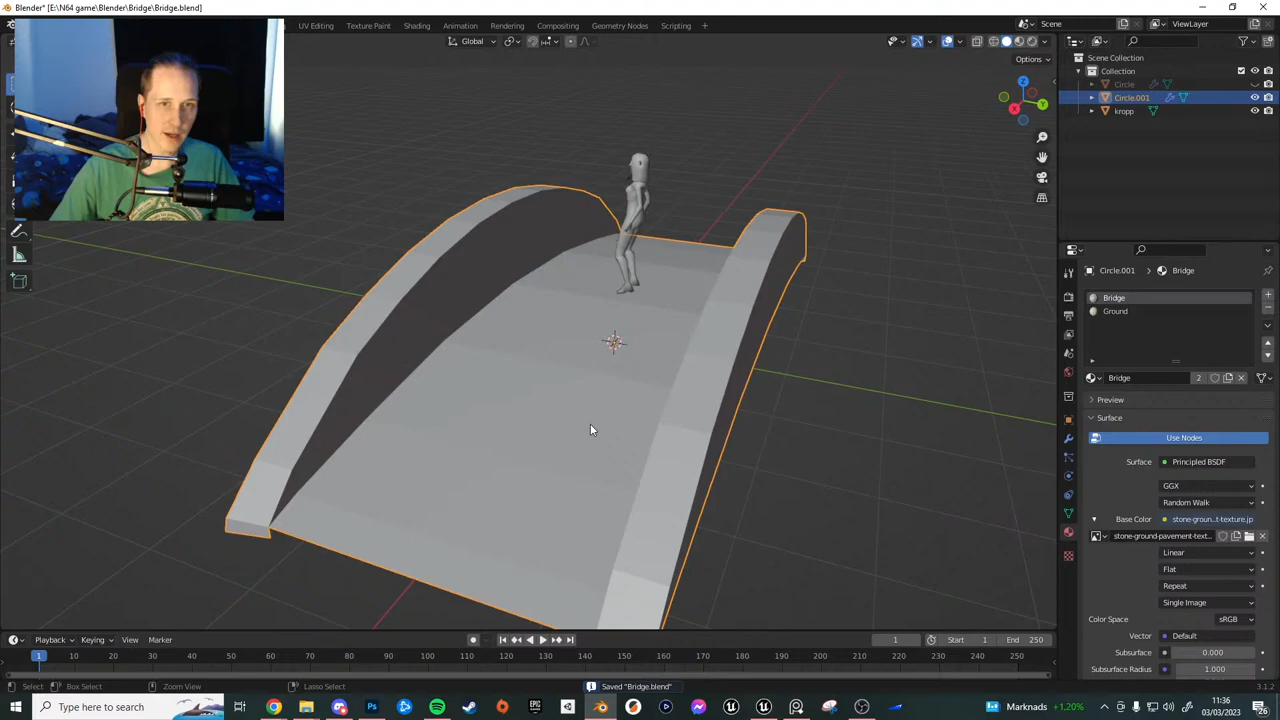 Blender* [E:\N64 game\Blender\Bridge\Bridge.blend]
UV Editing Texture Paint Shading Animation Rendering Compositing Geometry Nodes Scripting +
Scene ViewLayer
Global
Options
Scene Collection
Collection
Circle
Circle.001
kropp
X Y Z
Circle.001 > Bridge
Bridge
Ground
Bridge 2
Preview
Surface
Use Nodes
Surface Principled BSDF
GGX
Random Walk
Base Color stone-groun...t-texture.jp
stone-ground-pavement-text...
Linear
Flat
Repeat
Single Image
Color Space sRGB
Vector Default
Subsurface 0.000
Subsurface Radius 1.000
Playback Keying View Marker
1 Start 1 End 250
1 10 20 30 40 50 60 70 80 90 100 110 120 130 140 150 160 170 180 190 200 210 220 230 240 250
Select Box Select Zoom View Lasso Select Saved "Bridge.blend" 3.1.2
Type here to search
Marknads +1,20%
11:36
03/03/2023